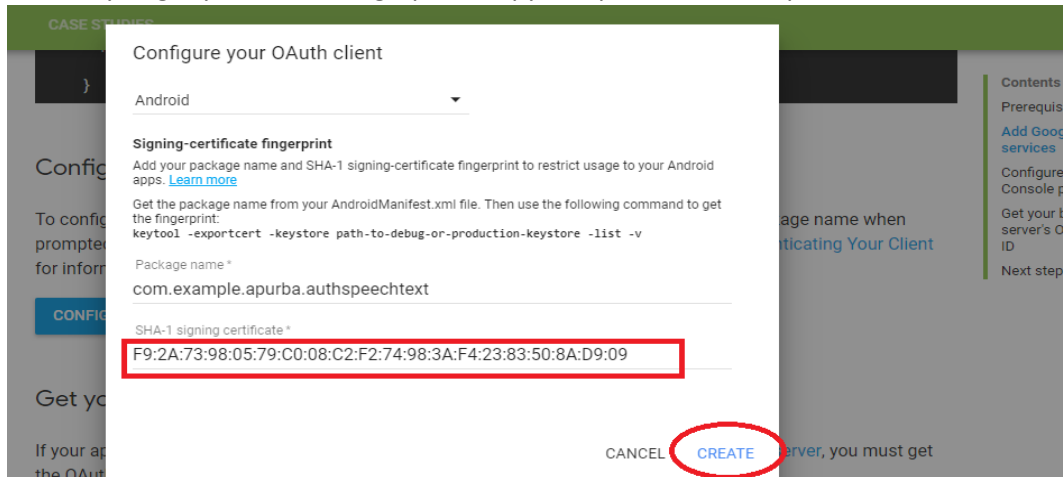 CASE STUDIES
}
Configure your OAuth client
Android
Signing-certificate fingerprint
Add your package name and SHA-1 signing-certificate fingerprint to restrict usage to your Android
apps. Learn more
Get the package name from your AndroidManifest.xml file. Then use the following command to get
the fingerprint:
keytool -exportcert -keystore path-to-debug-or-production-keystore -list -v
Package name *
com.example.apurba.authspeechtext
SHA-1 signing certificate *
F9:2A:73:98:05:79:C0:08:C2:F2:74:98:3A:F4:23:83:50:8A:D9:09
CANCEL CREATE
Config
To config
prompted
for inform
CONFIG
Get yo
If your ap
the OAut
age name when
nticating Your Client
erver, you must get
Contents
Prerequis
Add Goog
services
Configure
Console p
Get your b
server's O
ID
Next step